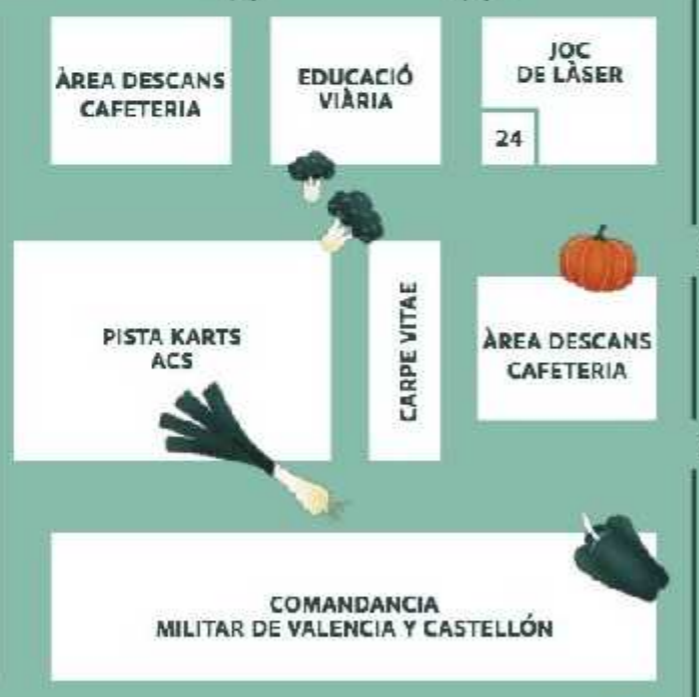 ÀREA DESCANS
CAFETERIA
EDUCACIÓ
VIÀRIA
JOC
DE LÀSER
24
PISTA KARTS
ACS
CARPE VITAE
ÀREA DESCANS
CAFETERIA
COMANDANCIA
MILITAR DE VALENCIA Y CASTELLÓN